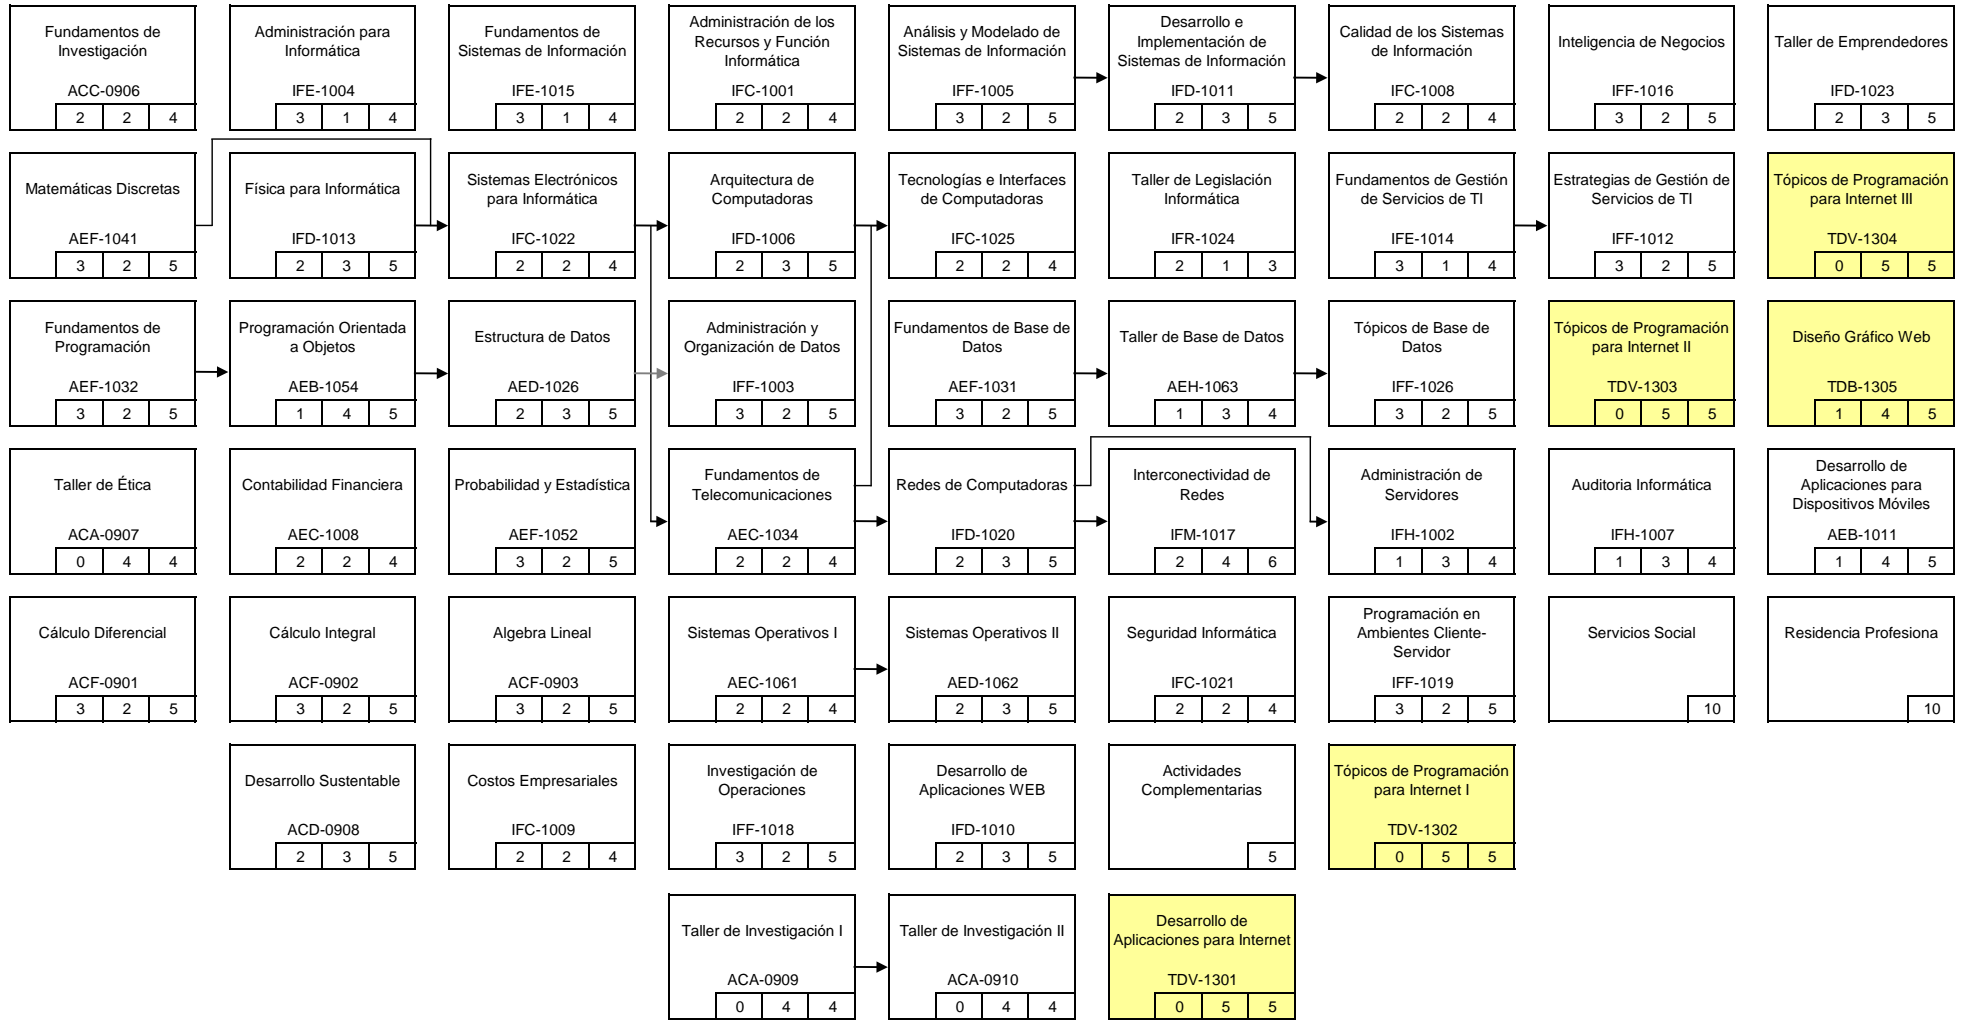 Fundamentos de
Investigación
ACC-0906
2 2 4
Administración para
Informática
IFE-1004
3 1 4
Fundamentos de
Sistemas de Información
IFE-1015
3 1 4
Administración de los
Recursos y Función
Informática
IFC-1001
2 2 4
Análisis y Modelado de
Sistemas de Información
IFF-1005
3 2 5
Desarrollo e
Implementación de
Sistemas de Información
IFD-1011
2 3 5
Calidad de los Sistemas
de Información
IFC-1008
2 2 4
Inteligencia de Negocios
IFF-1016
3 2 5
Taller de Emprendedores
IFD-1023
2 3 5
Matemáticas Discretas
AEF-1041
3 2 5
Física para Informática
IFD-1013
2 3 5
Sistemas Electrónicos
para Informática
IFC-1022
2 2 4
Arquitectura de
Computadoras
IFD-1006
2 3 5
Tecnologías e Interfaces
de Computadoras
IFC-1025
2 2 4
Taller de Legislación
Informática
IFR-1024
2 1 3
Fundamentos de Gestión
de Servicios de TI
IFE-1014
3 1 4
Estrategias de Gestión de
Servicios de TI
IFF-1012
3 2 5
Tópicos de Programación
para Internet III
TDV-1304
0 5 5
Fundamentos de
Programación
AEF-1032
3 2 5
Programación Orientada
a Objetos
AEB-1054
1 4 5
Estructura de Datos
AED-1026
2 3 5
Administración y
Organización de Datos
IFF-1003
3 2 5
Fundamentos de Base de
Datos
AEF-1031
3 2 5
Taller de Base de Datos
AEH-1063
1 3 4
Tópicos de Base de
Datos
IFF-1026
3 2 5
Tópicos de Programación
para Internet II
TDV-1303
0 5 5
Diseño Gráfico Web
TDB-1305
1 4 5
Taller de Ética
ACA-0907
0 4 4
Contabilidad Financiera
AEC-1008
2 2 4
Probabilidad y Estadística
AEF-1052
3 2 5
Fundamentos de
Telecomunicaciones
AEC-1034
2 2 4
Redes de Computadoras
IFD-1020
2 3 5
Interconectividad de
Redes
IFM-1017
2 4 6
Administración de
Servidores
IFH-1002
1 3 4
Auditoria Informática
IFH-1007
1 3 4
Desarrollo de
Aplicaciones para
Dispositivos Móviles
AEB-1011
1 4 5
Cálculo Diferencial
ACF-0901
3 2 5
Cálculo Integral
ACF-0902
3 2 5
Algebra Lineal
ACF-0903
3 2 5
Sistemas Operativos I
AEC-1061
2 2 4
Sistemas Operativos II
AED-1062
2 3 5
Seguridad Informática
IFC-1021
2 2 4
Programación en
Ambientes Cliente-
Servidor
IFF-1019
3 2 5
Servicios Social
10
Residencia Profesiona
10
Desarrollo Sustentable
ACD-0908
2 3 5
Costos Empresariales
IFC-1009
2 2 4
Investigación de
Operaciones
IFF-1018
3 2 5
Desarrollo de
Aplicaciones WEB
IFD-1010
2 3 5
Actividades
Complementarias
5
Tópicos de Programación
para Internet I
TDV-1302
0 5 5
Taller de Investigación I
ACA-0909
0 4 4
Taller de Investigación II
ACA-0910
0 4 4
Desarrollo de
Aplicaciones para Internet
TDV-1301
0 5 5